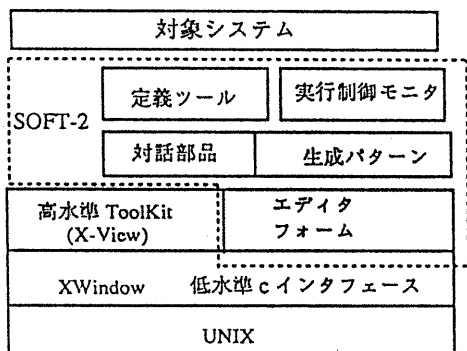 対象システム
定義ツール
実行制御モニタ
SOFT-2
対話部品
生成パターン
高水準 ToolKit
(X-View)
エディタ
フォーム
XWindow 低水準 c インタフェース
UNIX